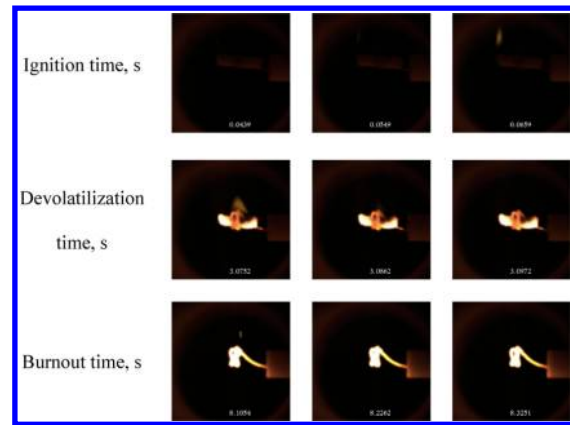 Ignition time, s
0.0439 0.0549 0.0659
Devolatilization
time, s
3.0752 3.0862 3.0972
Burnout time, s